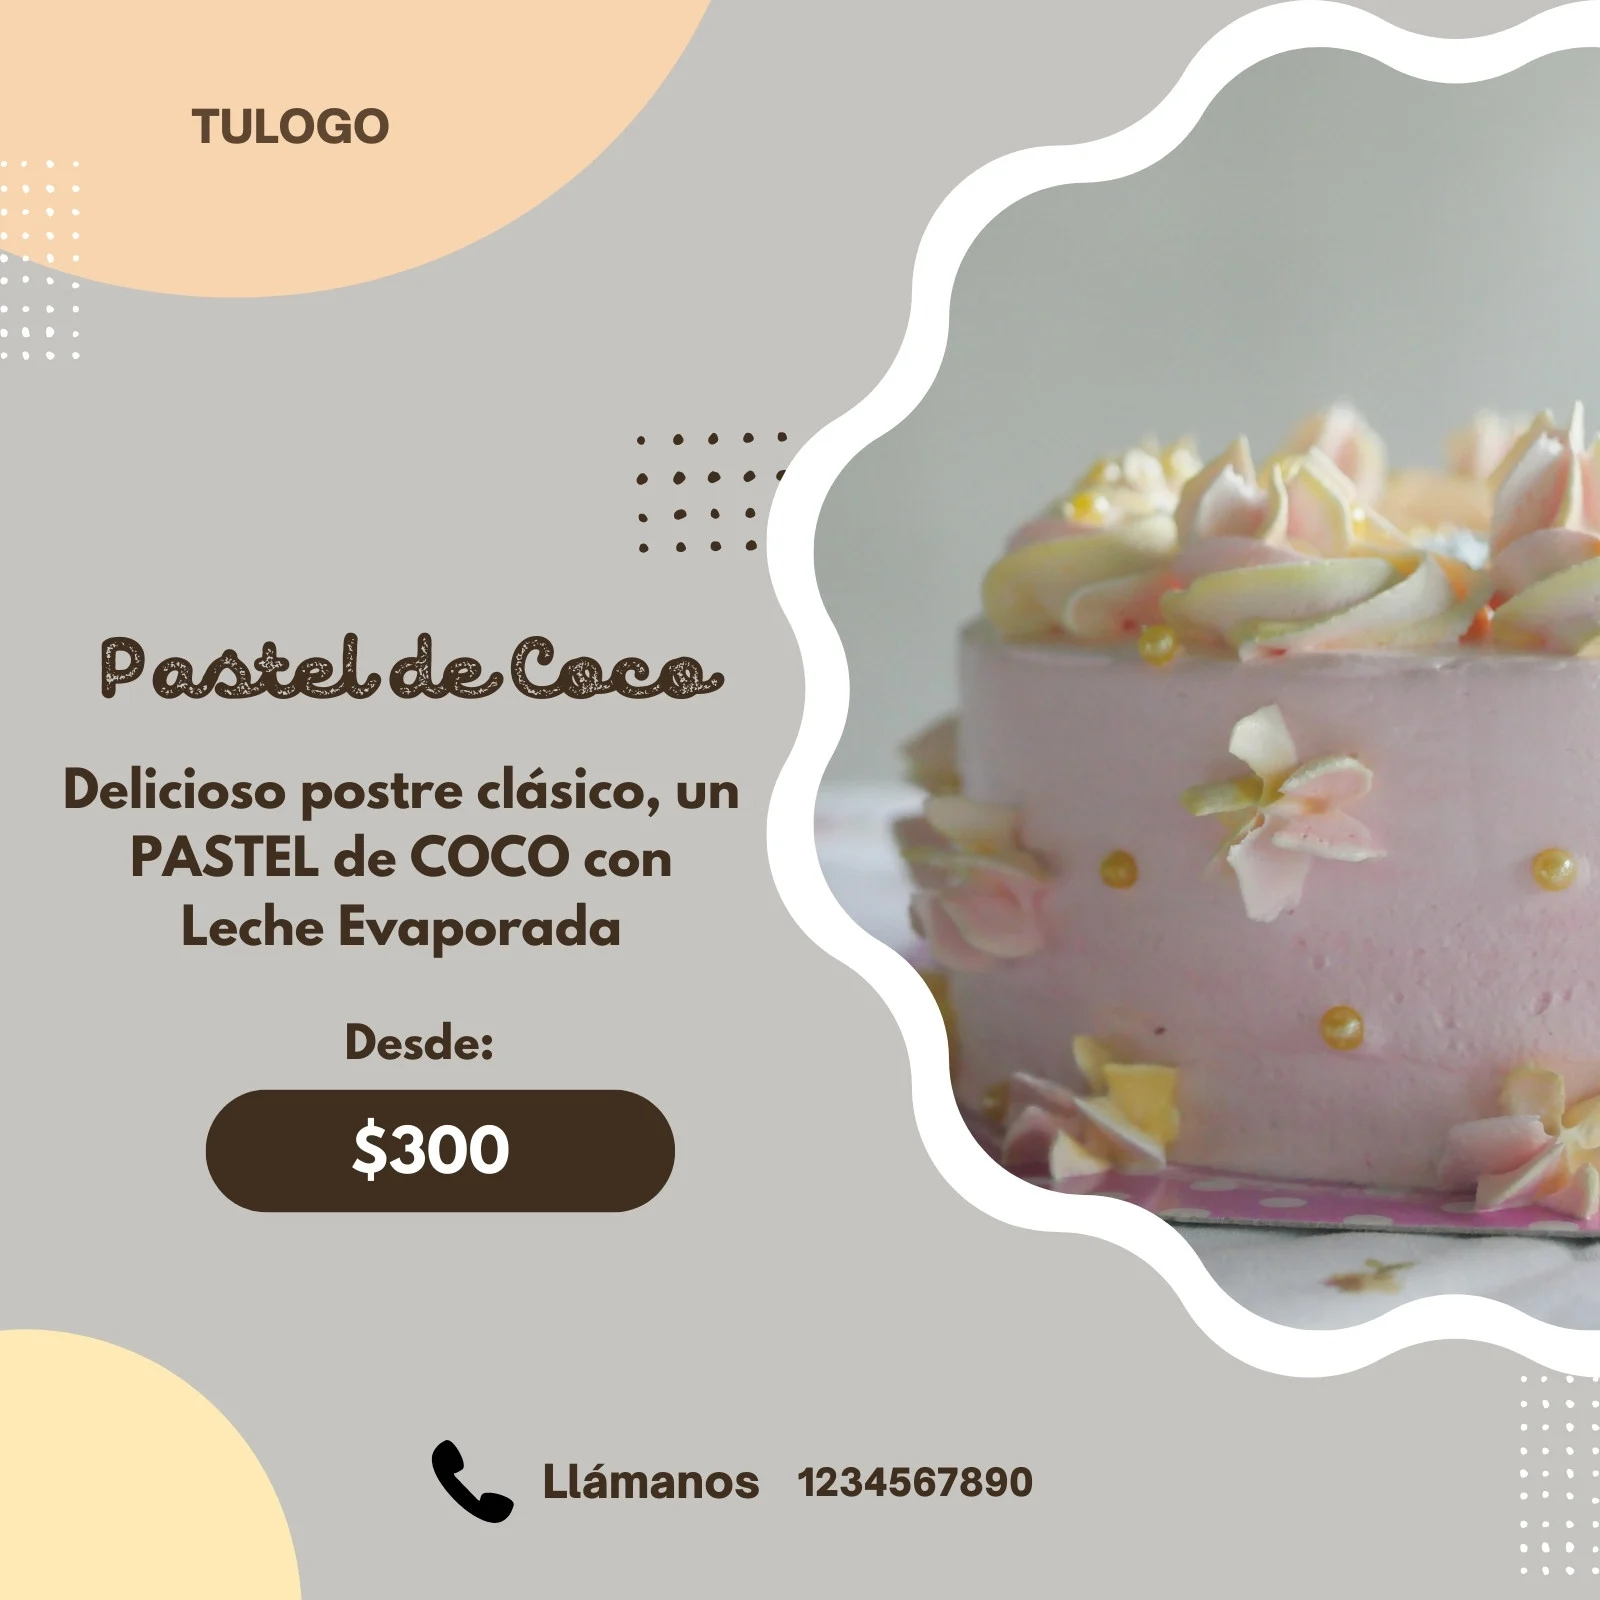 TULOGO
Pastel de Coco
Delicioso postre clásico, un
PASTEL de COCO con
Leche Evaporada
Desde:
$300
Llámanos 1234567890